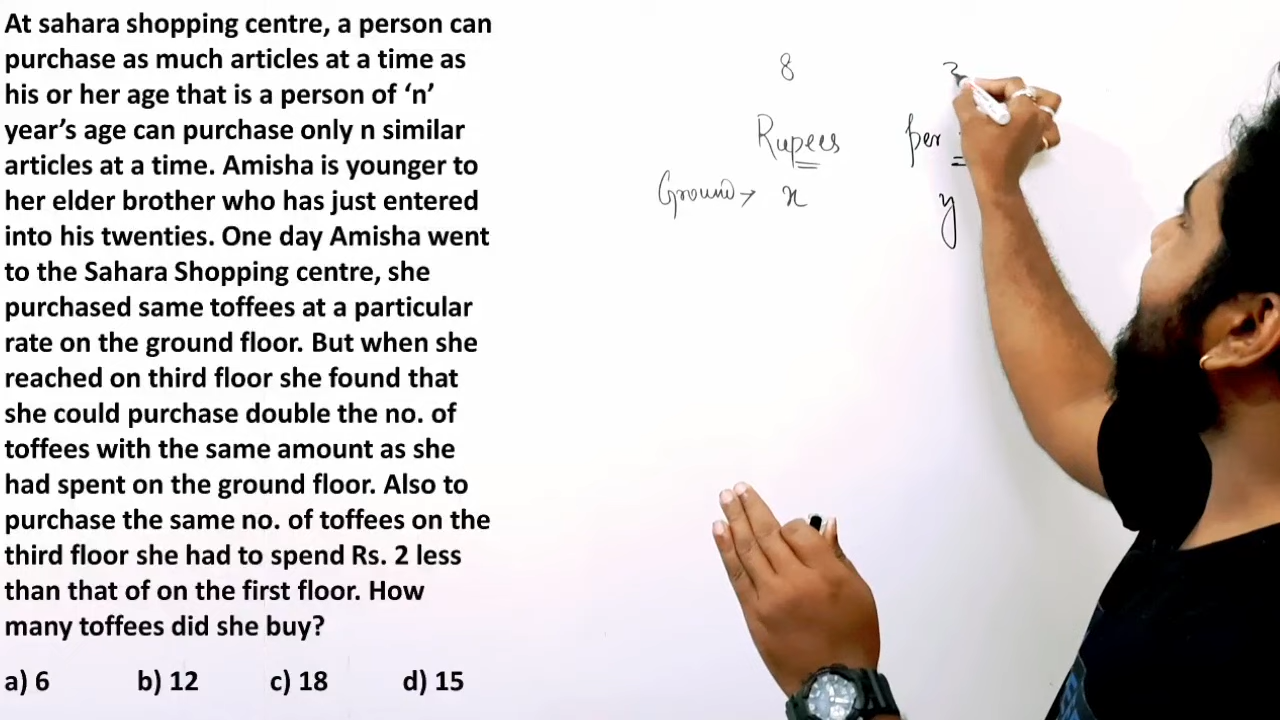 At sahara shopping centre, a person can
purchase as much articles at a time as
his or her age that is a person of ‘n’
year’s age can purchase only n similar
articles at a time. Amisha is younger to
her elder brother who has just entered
into his twenties. One day Amisha went
to the Sahara Shopping centre, she
purchased same toffees at a particular
rate on the ground floor. But when she
reached on third floor she found that
she could purchase double the no. of
toffees with the same amount as she
had spent on the ground floor. Also to
purchase the same no. of toffees on the
third floor she had to spend Rs. 2 less
than that of on the first floor. How
many toffees did she buy?
a) 6 b) 12 c) 18 d) 15
8
Rupees per
Ground → x y